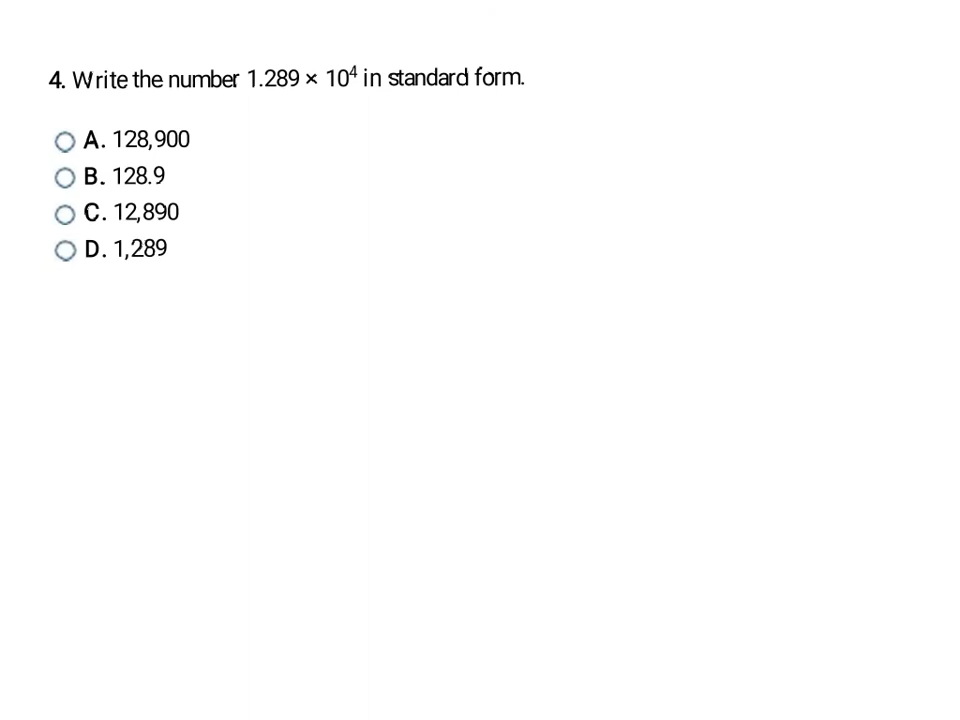 4. Write the number 1.289 × 10⁴ in standard form.
A. 128,900
B. 128.9
C. 12,890
D. 1,289